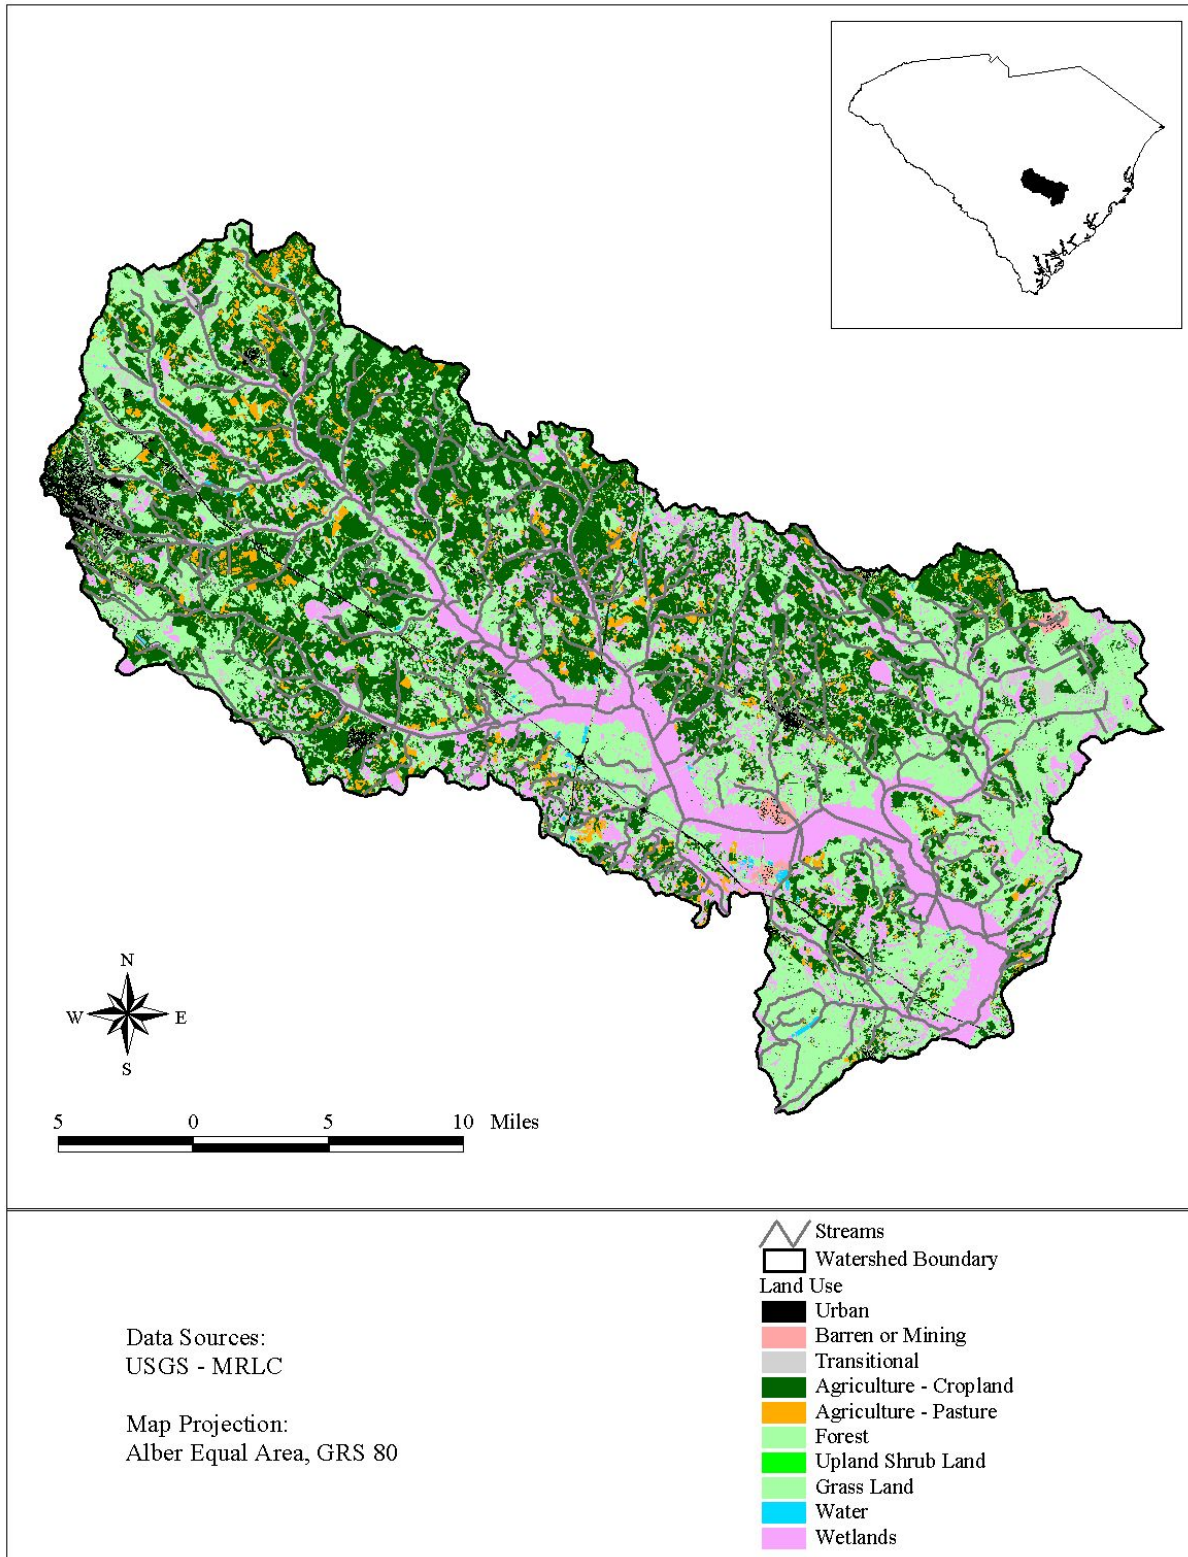 N
W E
S
5 0 5 10 Miles
Streams
Watershed Boundary
Land Use
Urban
Barren or Mining
Transitional
Agriculture - Cropland
Agriculture - Pasture
Forest
Upland Shrub Land
Grass Land
Water
Wetlands
Data Sources:
USGS - MRLC
Map Projection:
Alber Equal Area, GRS 80